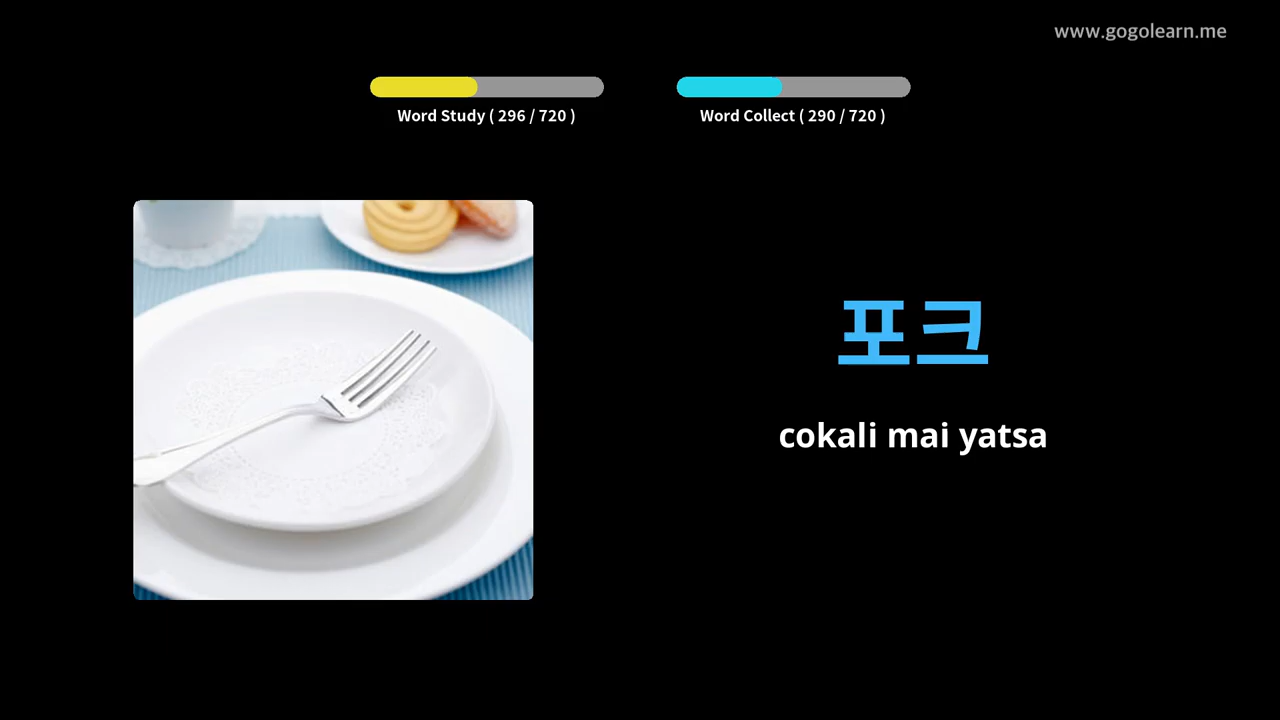 www.gogolearn.me
Word Study ( 296 / 720 )
Word Collect ( 290 / 720 )
포크
cokali mai yatsa